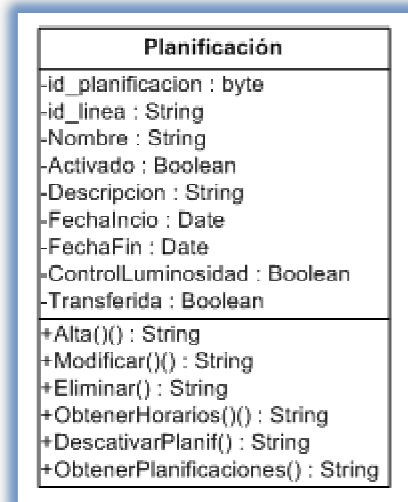 Planificación
-id_planificacion : byte
-id_linea : String
-Nombre : String
-Activado : Boolean
-Descripcion : String
-FechaIncio : Date
-FechaFin : Date
-ControlLuminosidad : Boolean
-Transferida : Boolean
+Alta()() : String
+Modificar()() : String
+Eliminar() : String
+ObtenerHorarios()() : String
+DescativarPlanif() : String
+ObtenerPlanificaciones() : String